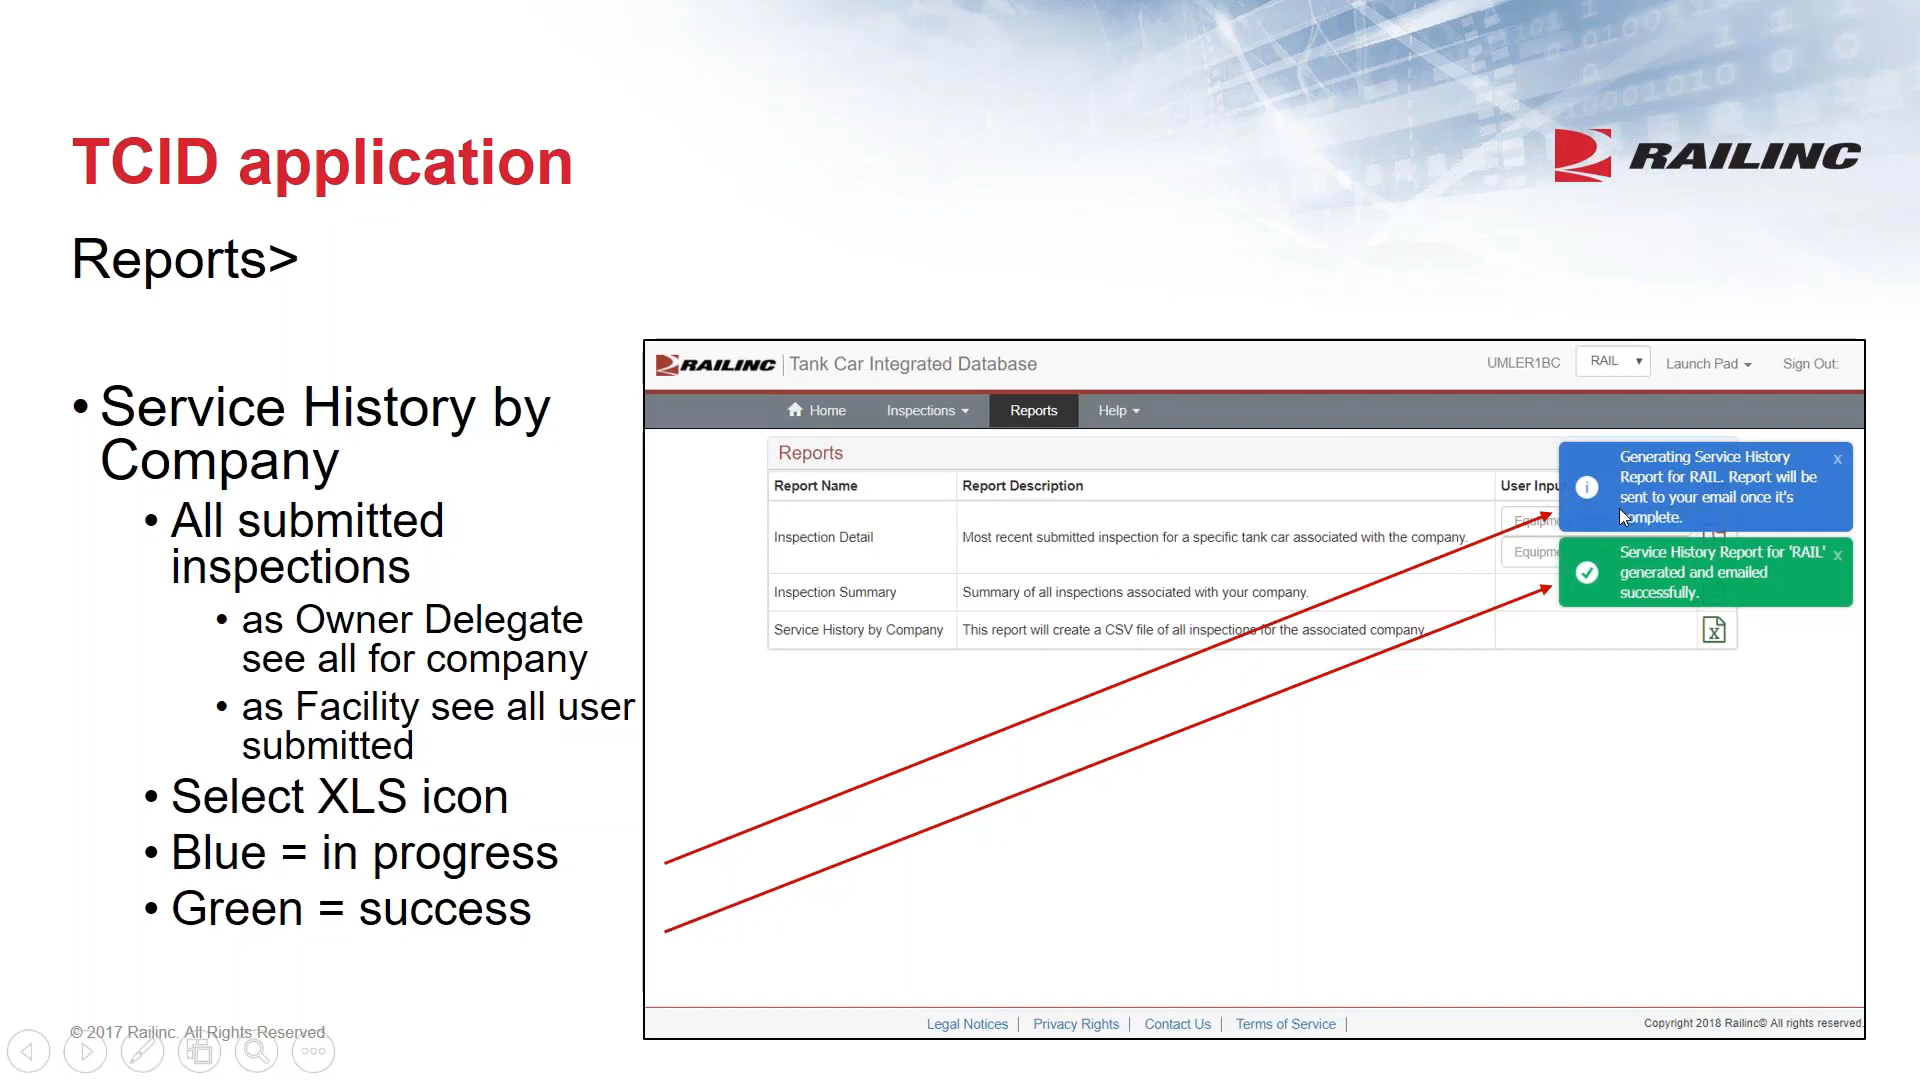 TCID application
RAILINC
Reports>
• Service History by
Company
• All submitted
inspections
• as Owner Delegate
see all for company
• as Facility see all user
submitted
• Select XLS icon
• Blue = in progress
• Green = success
RAILINC | Tank Car Integrated Database
UMLER1BC RAIL Launch Pad Sign Out:
Home Inspections Reports Help
Reports
Report Name Report Description User Inpu
Inspection Detail Most recent submitted inspection for a specific tank car associated with the company.
Equipme
Equipme
Inspection Summary Summary of all inspections associated with your company.
Service History by Company This report will create a CSV file of all inspections for the associated company.
Generating Service History x
Report for RAIL. Report will be
sent to your email once it's
complete.
Service History Report for 'RAIL' x
generated and emailed
successfully.
Legal Notices | Privacy Rights | Contact Us | Terms of Service |
Copyright 2018 Railinc© All rights reserved.
© 2017 Railinc. All Rights Reserved.